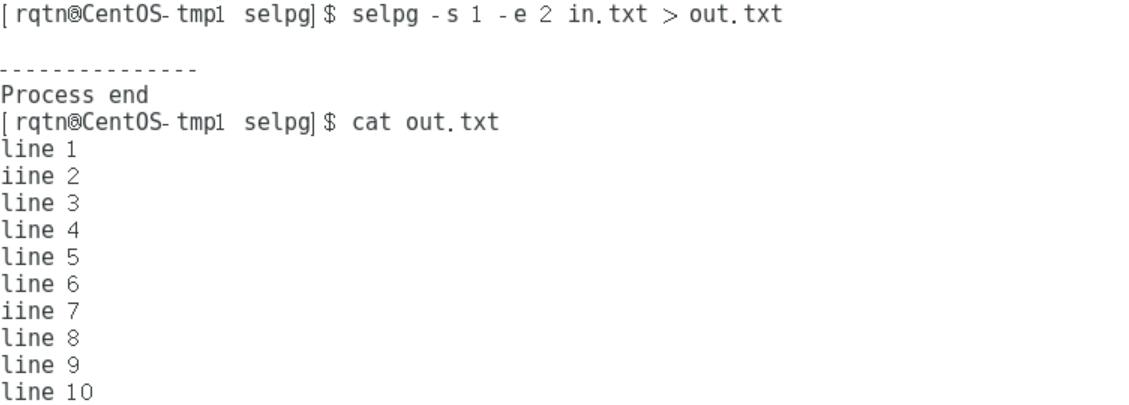 [rqtn@CentOS-tmp1 selpg]$ selpg -s 1 -e 2 in.txt > out.txt
---------------
Process end
[rqtn@CentOS-tmp1 selpg]$ cat out.txt
line 1
iine 2
line 3
line 4
line 5
line 6
iine 7
line 8
line 9
line 10